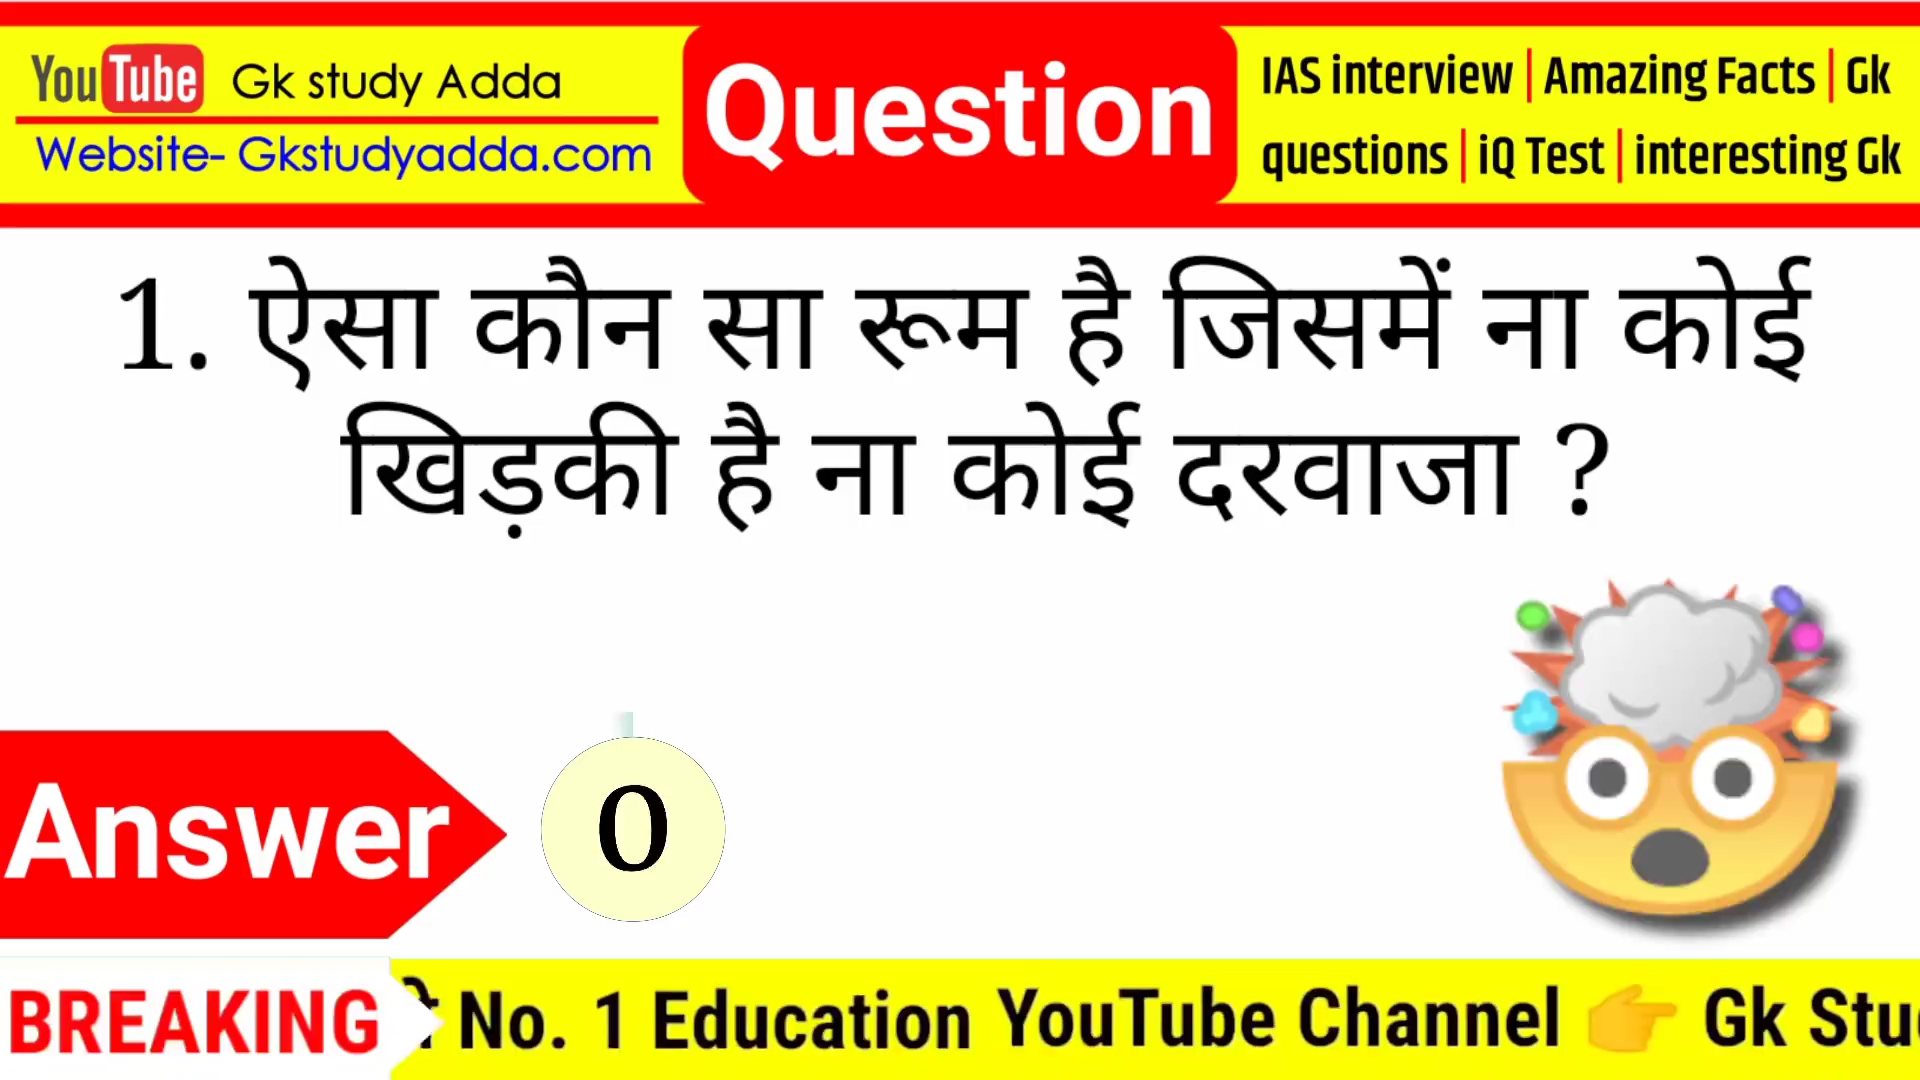 YouTube Gk study Adda
Website- Gkstudyadda.com
Question
IAS interview | Amazing Facts | Gk
questions | iQ Test | interesting Gk
1. ऐसा कौन सा रूम है जिसमें ना कोई
खिड़की है ना कोई दरवाजा ?
Answer
0
BREAKING
No. 1 Education YouTube Channel 👉 Gk Stu